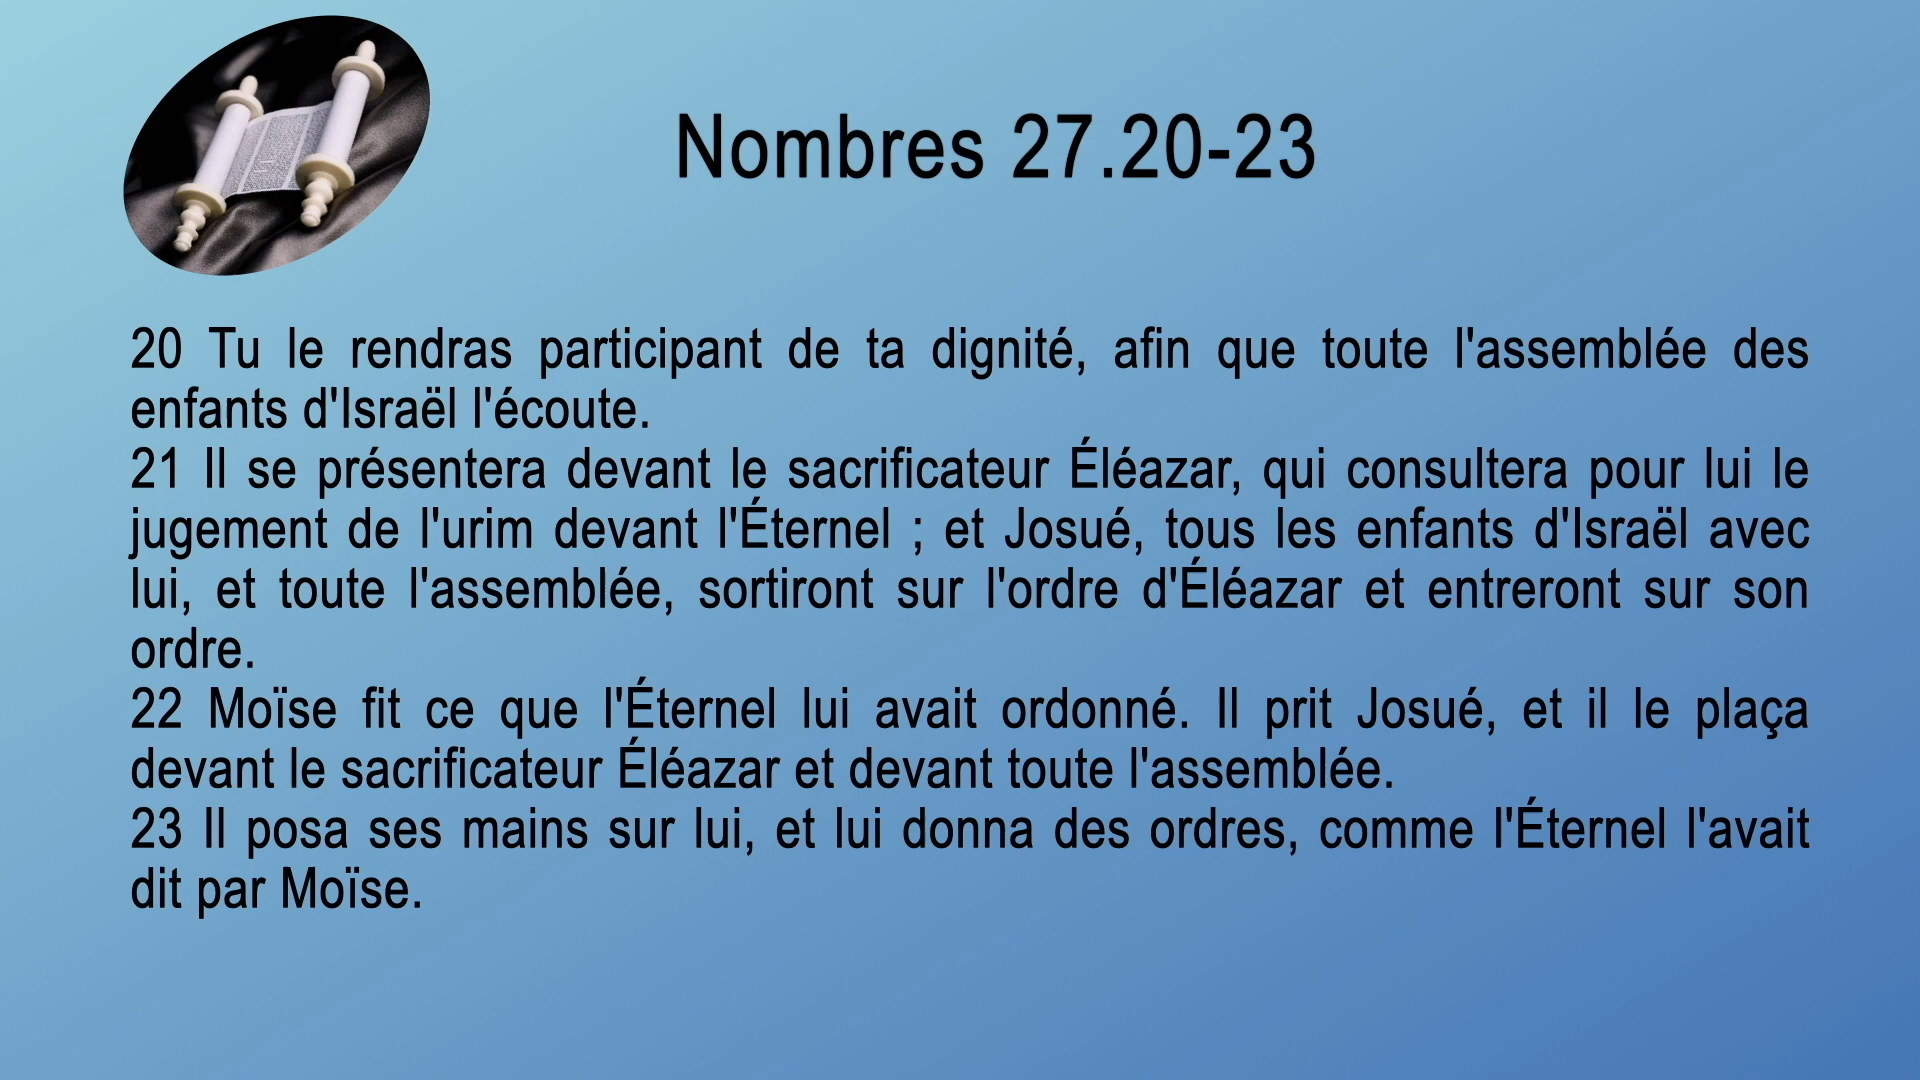 Nombres 27.20-23
20 Tu le rendras participant de ta dignité, afin que toute l'assemblée des
enfants d'Israël l'écoute.
21 Il se présentera devant le sacrificateur Éléazar, qui consultera pour lui le
jugement de l'urim devant l'Éternel ; et Josué, tous les enfants d'Israël avec
lui, et toute l'assemblée, sortiront sur l'ordre d'Éléazar et entreront sur son
ordre.
22 Moïse fit ce que l'Éternel lui avait ordonné. Il prit Josué, et il le plaça
devant le sacrificateur Éléazar et devant toute l'assemblée.
23 Il posa ses mains sur lui, et lui donna des ordres, comme l'Éternel l'avait
dit par Moïse.